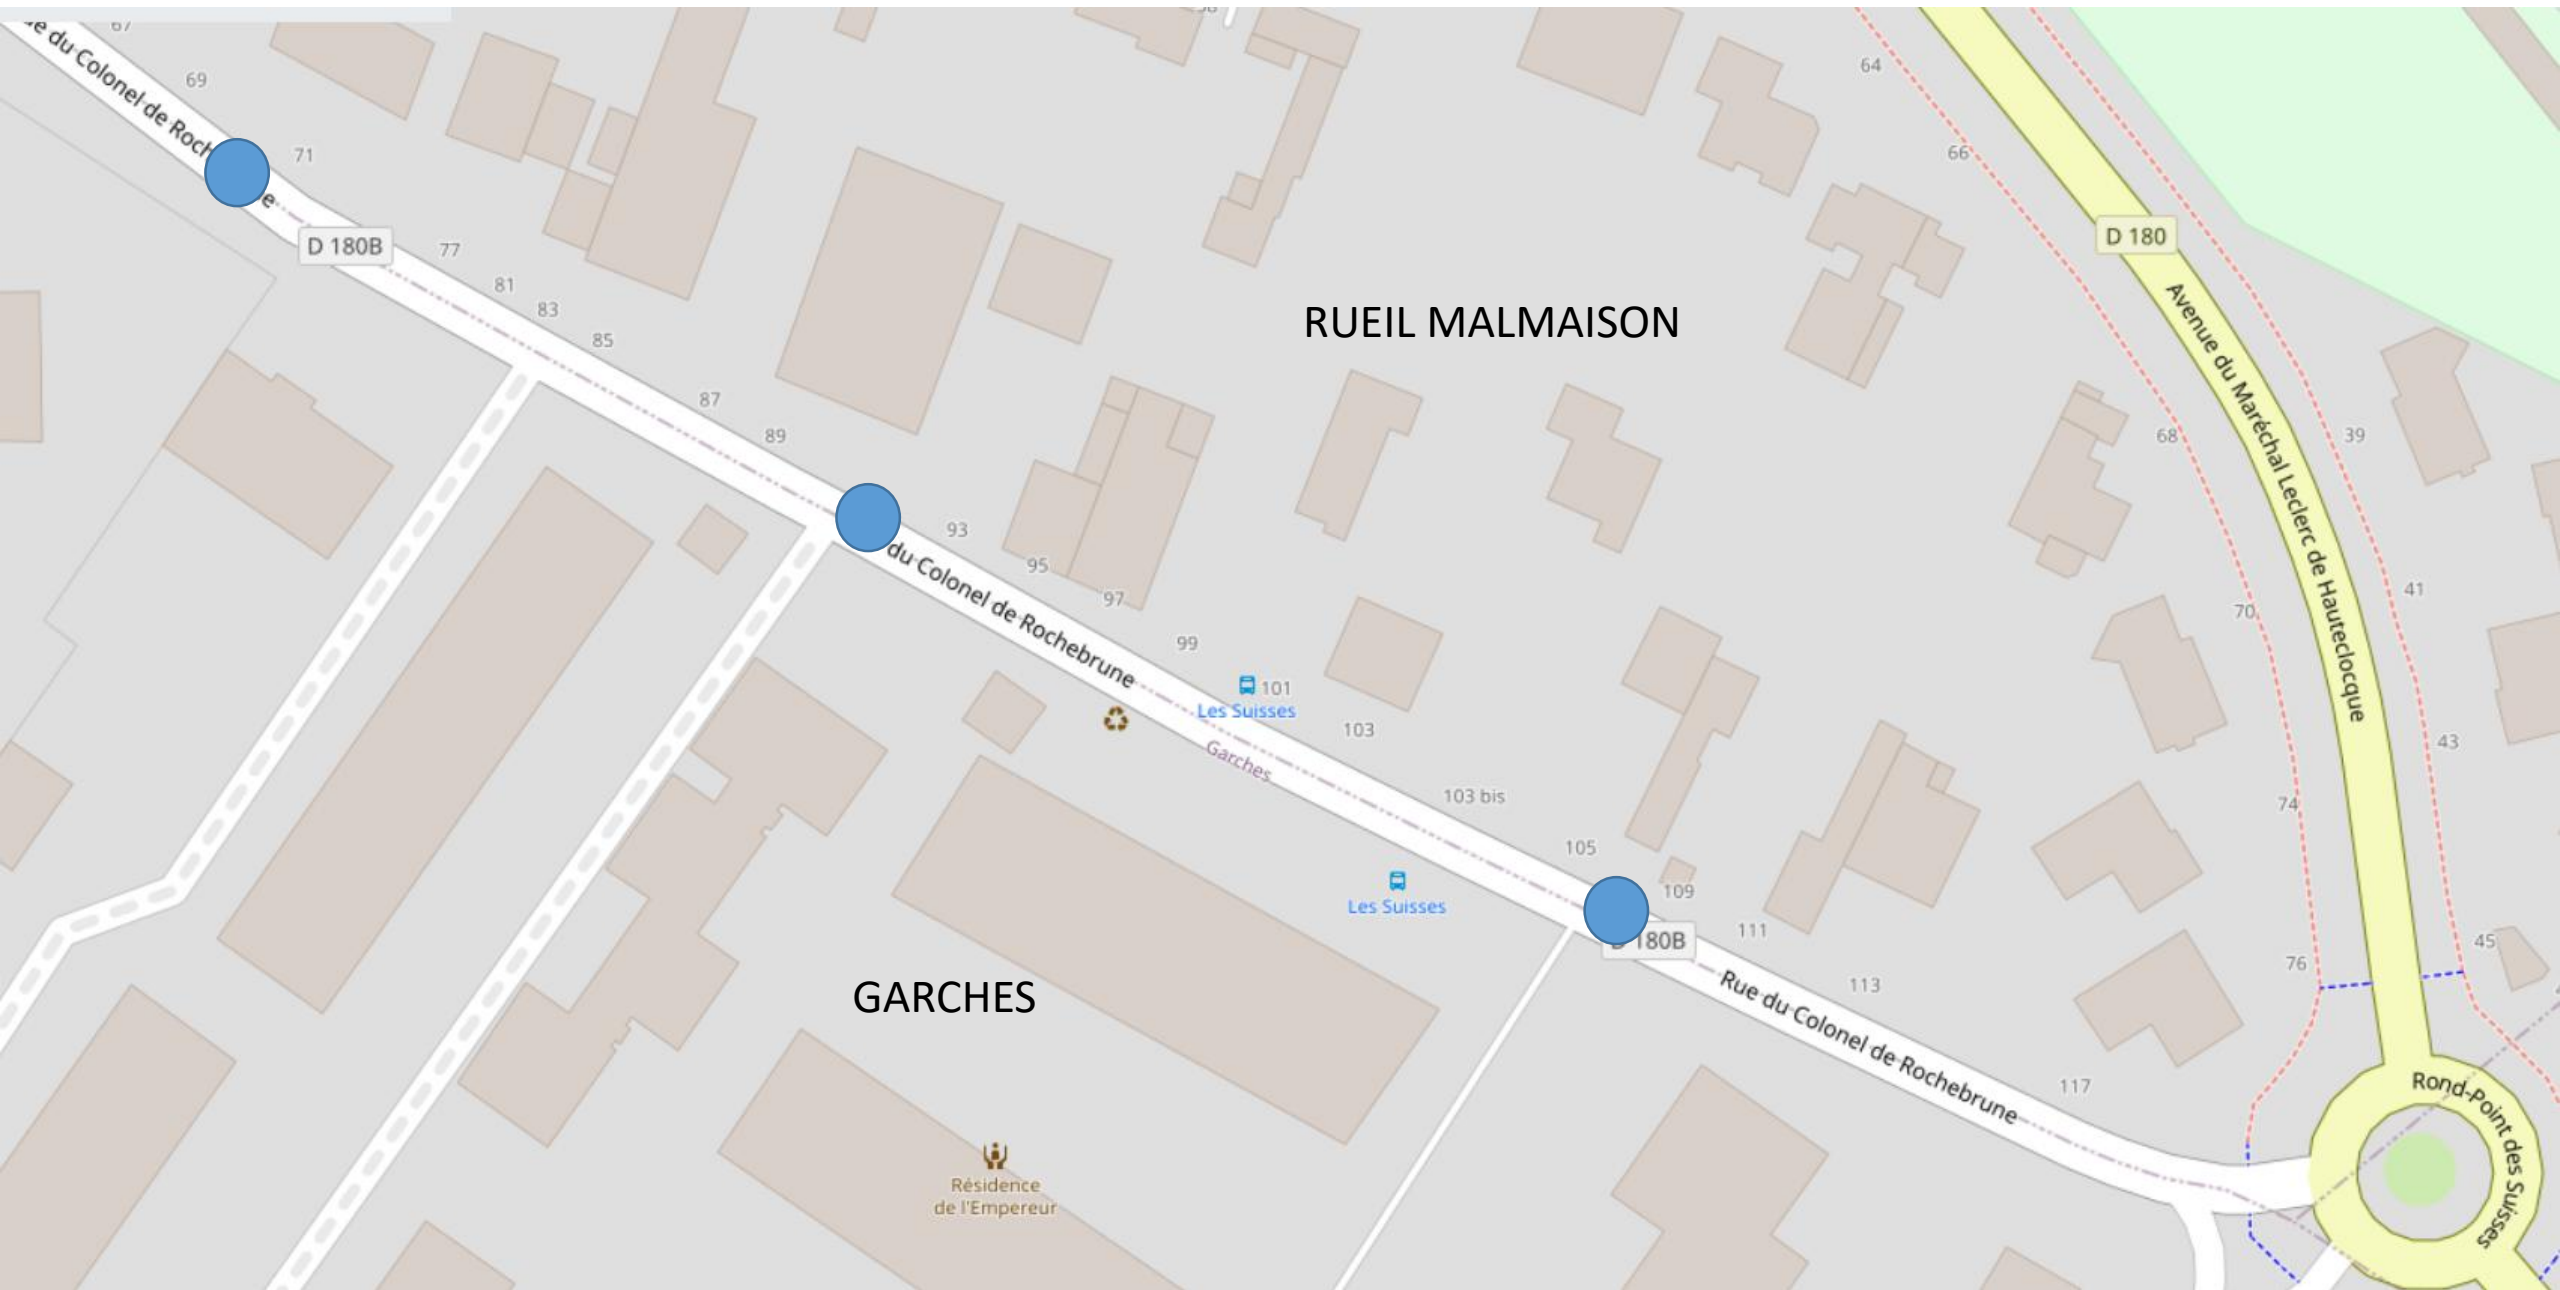 67
69
de du Colonel de Roch
e
71
D 180B
77
81
83
85
87
89
93
95
97
99
du Colonel de Rochebrune
101
Les Suisses
Garches
103
103 bis
105
Les Suisses
109
180B
111
113
Rue du Colonel de Rochebrune
117
RUEIL MALMAISON
GARCHES
Résidence
de l'Empereur
64
66
D 180
Avenue du Maréchal Leclerc de Hauteclocque
68
39
70
41
43
74
45
76
Rond-Point des Suisses